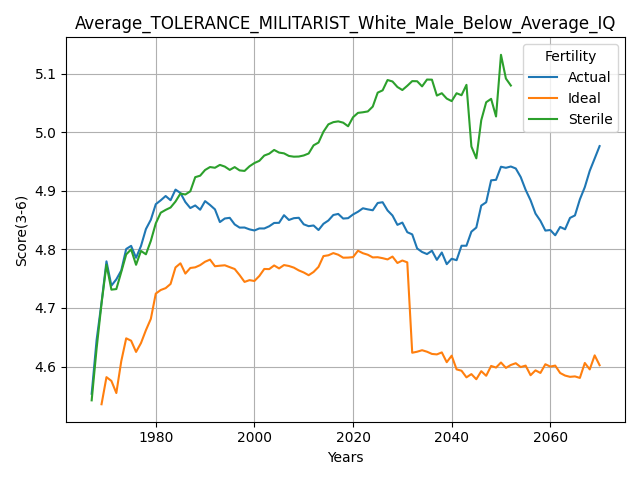 Average_TOLERANCE_MILITARIST_White_Male_Below_Average_IQ
Fertility
Actual
Ideal
Sterile
Score(3-6)
5.1
5.0
4.9
4.8
4.7
4.6
1980 2000 2020 2040 2060
Years